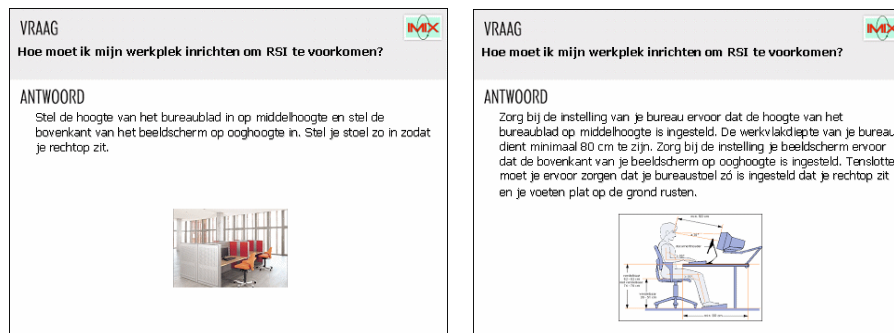 VRAAG
IMIX
Hoe moet ik mijn werkplek inrichten om RSI te voorkomen?
ANTWOORD
Stel de hoogte van het bureaublad in op middelhoogte en stel de
bovenkant van het beeldscherm op ooghoogte in. Stel je stoel zo in zodat
je rechtop zit.
VRAAG
Hoe moet ik mijn werkplek inrichten om RSI te voorkomen?
ANTWOORD
Zorg bij de instelling van je bureau ervoor dat de hoogte van het
bureaublad op middelhoogte is ingesteld. De werkvlakdiepte van je bureau
dient minimaal 80 cm te zijn. Zorg bij de instelling je beeldscherm ervoor
dat de bovenkant van je beeldscherm op ooghoogte is ingesteld. Tenslotte
moet je ervoor zorgen dat je bureaustoel zó is ingesteld dat je rechtop zit
en je voeten plat op de grond rusten.